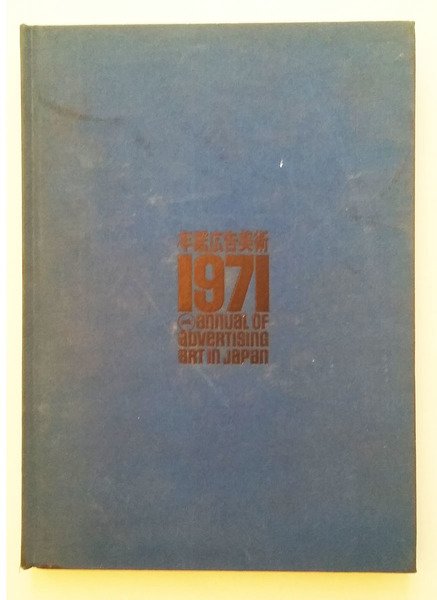 年鑑広告美術
1971
annual of
advertising
art in japan